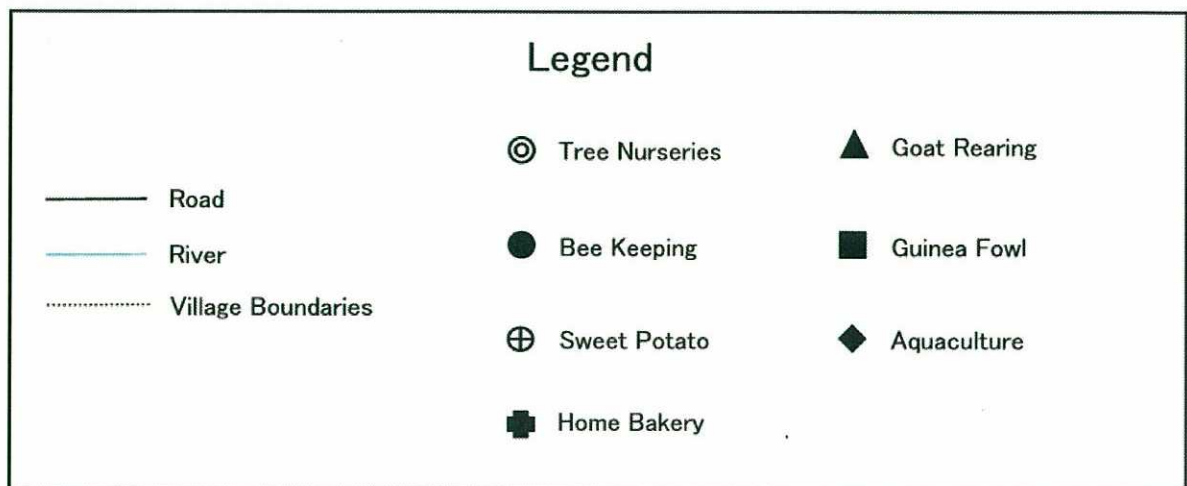 Legend
Road
River
Village Boundaries
Tree Nurseries
Bee Keeping
Sweet Potato
Home Bakery
Goat Rearing
Guinea Fowl
Aquaculture